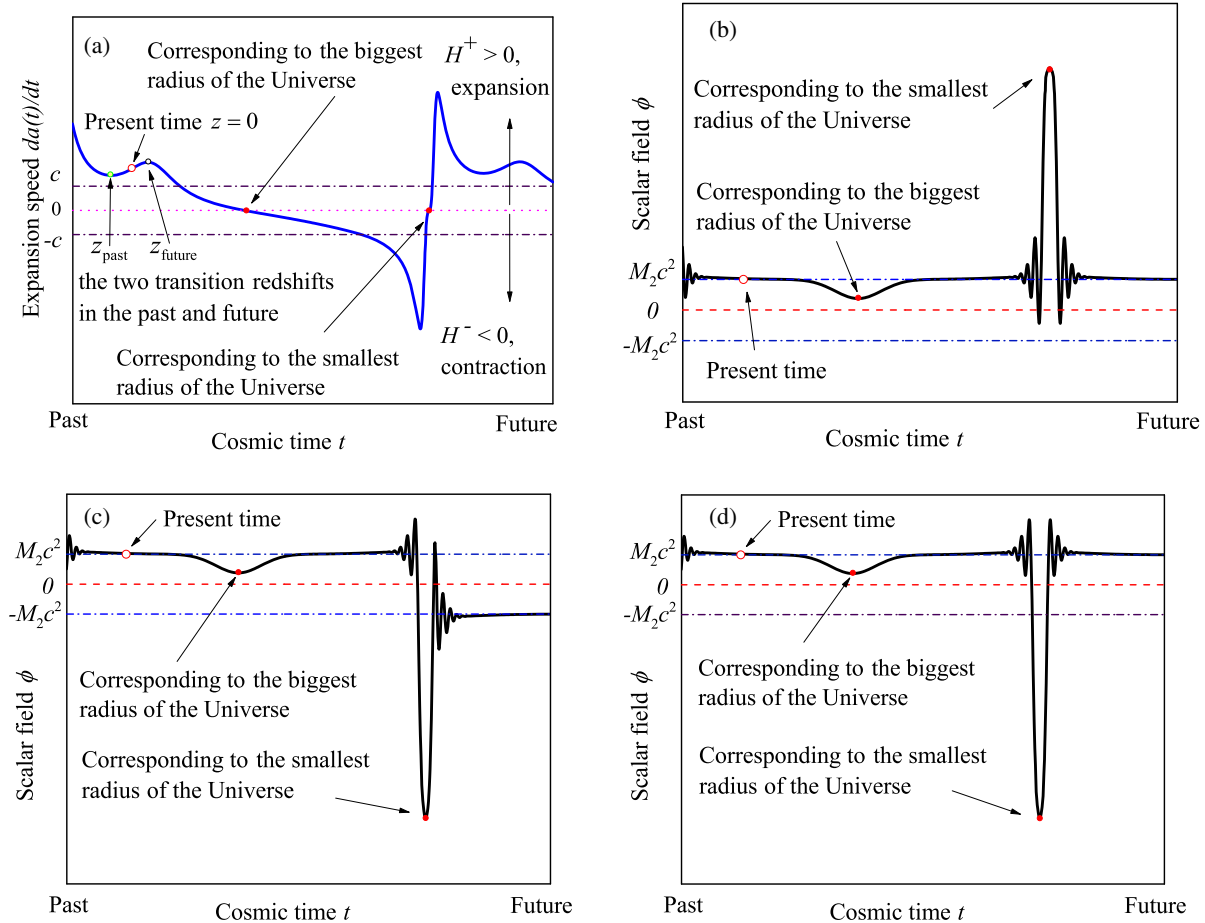 (a)
Corresponding to the biggest
radius of the Universe
H⁺ > 0,
expansion
Present time z = 0
Expansion speed da(t)/dt
c
0
-c
z_past
z_future
the two transition redshifts
in the past and future
H⁻ < 0,
contraction
Corresponding to the smallest
radius of the Universe
Past
Future
Cosmic time t
(b)
Corresponding to the smallest
radius of the Universe
Scalar field ϕ
Corresponding to the biggest
radius of the Universe
M₂c²
0
-M₂c²
Present time
Past
Future
Cosmic time t
(c)
Present time
M₂c²
0
-M₂c²
Scalar field ϕ
Corresponding to the biggest
radius of the Universe
Corresponding to the smallest
radius of the Universe
Past
Future
Cosmic time t
(d)
Present time
M₂c²
0
-M₂c²
Scalar field ϕ
Corresponding to the biggest
radius of the Universe
Corresponding to the smallest
radius of the Universe
Past
Future
Cosmic time t